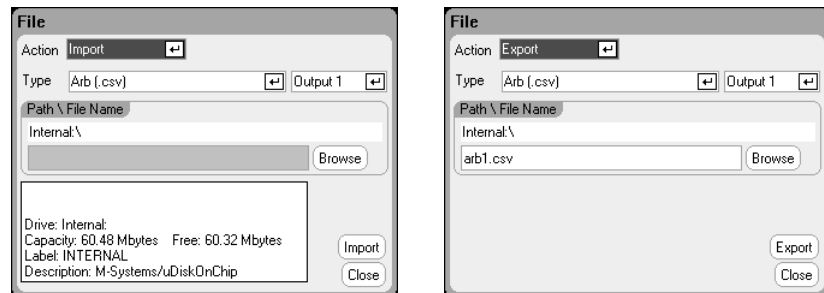 File
Action Import
Type Arb (.csv) Output 1
Path \ File Name
Internal:\
Browse
Drive: Internal:
Capacity: 60.48 Mbytes Free: 60.32 Mbytes
Label: INTERNAL
Description: M-Systems/uDiskOnChip
Import
Close
File
Action Export
Type Arb (.csv) Output 1
Path \ File Name
Internal:\
arb1.csv Browse
Export
Close